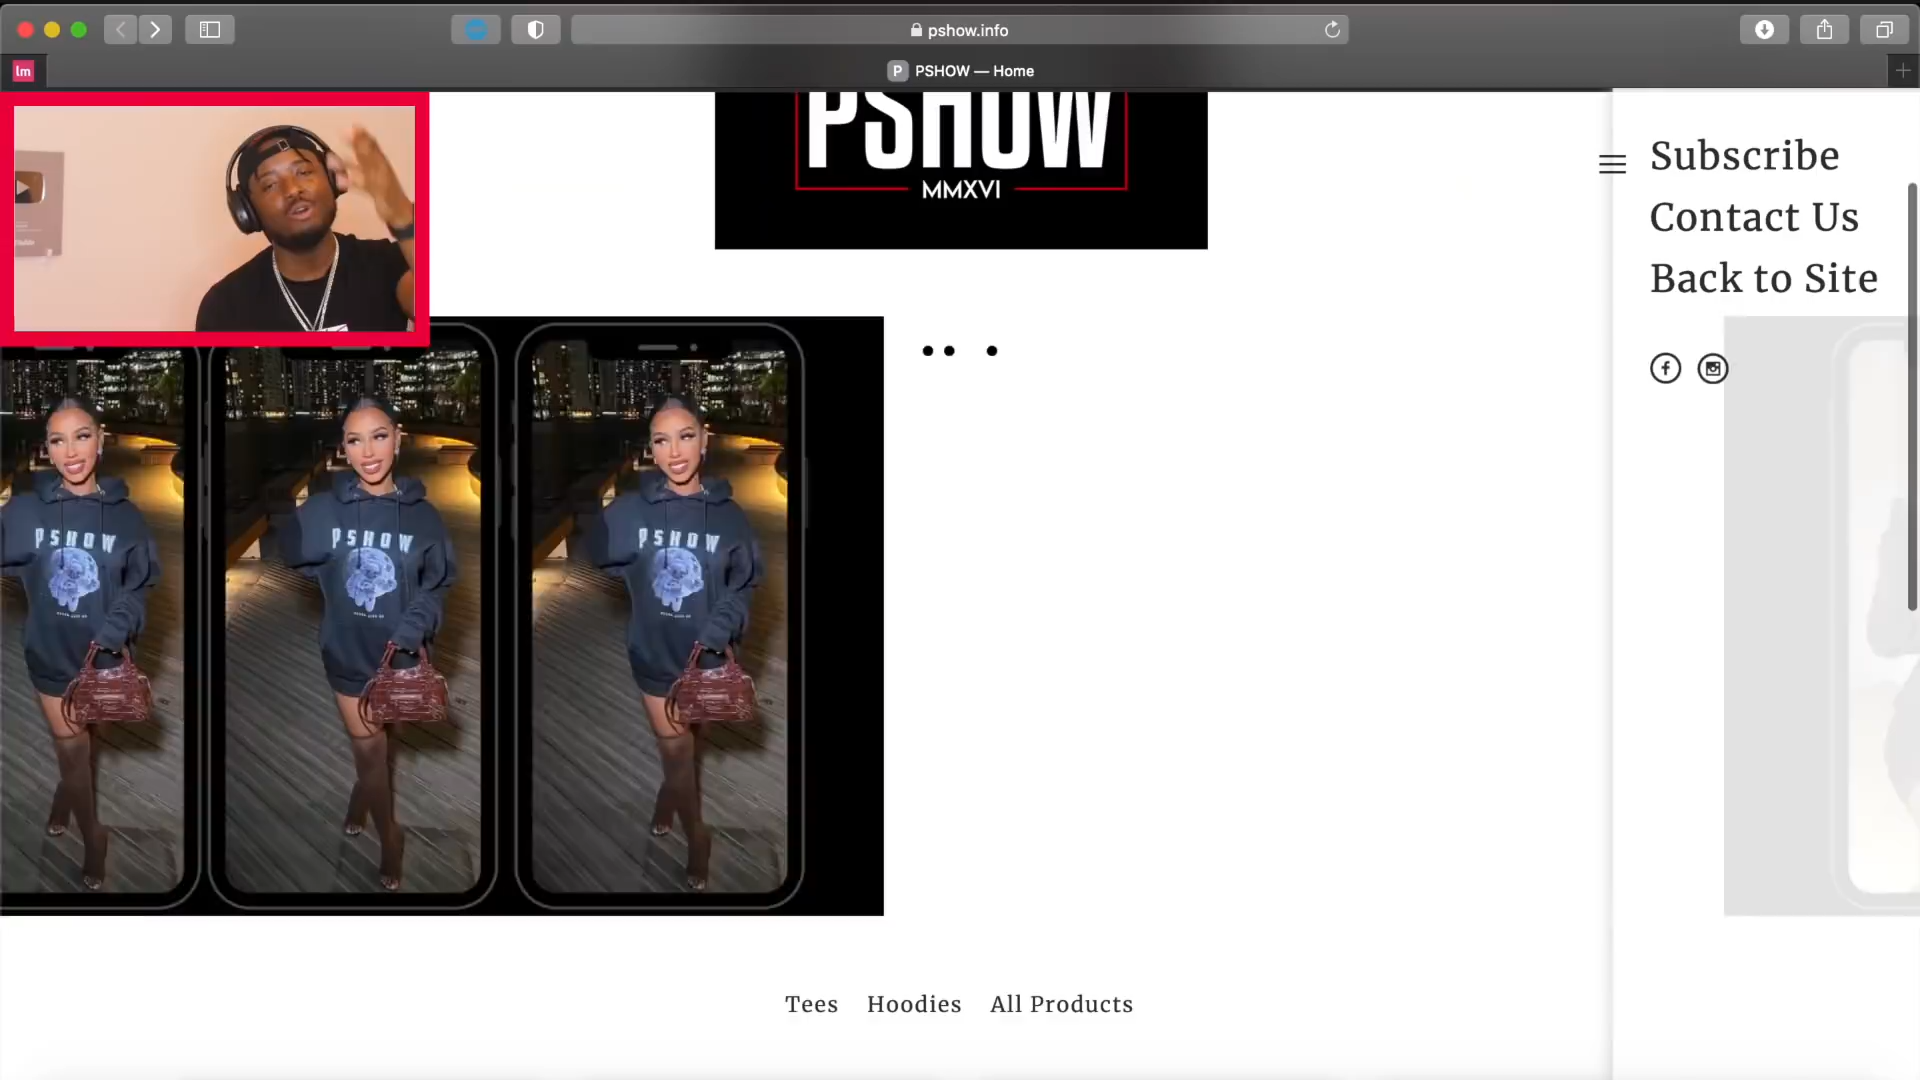 pshow.info
lm
P PSHOW — Home
PSHOW
MMXVI
Subscribe
Contact Us
Back to Site
PSHOW
PSHOW
PSHOW
Tees Hoodies All Products